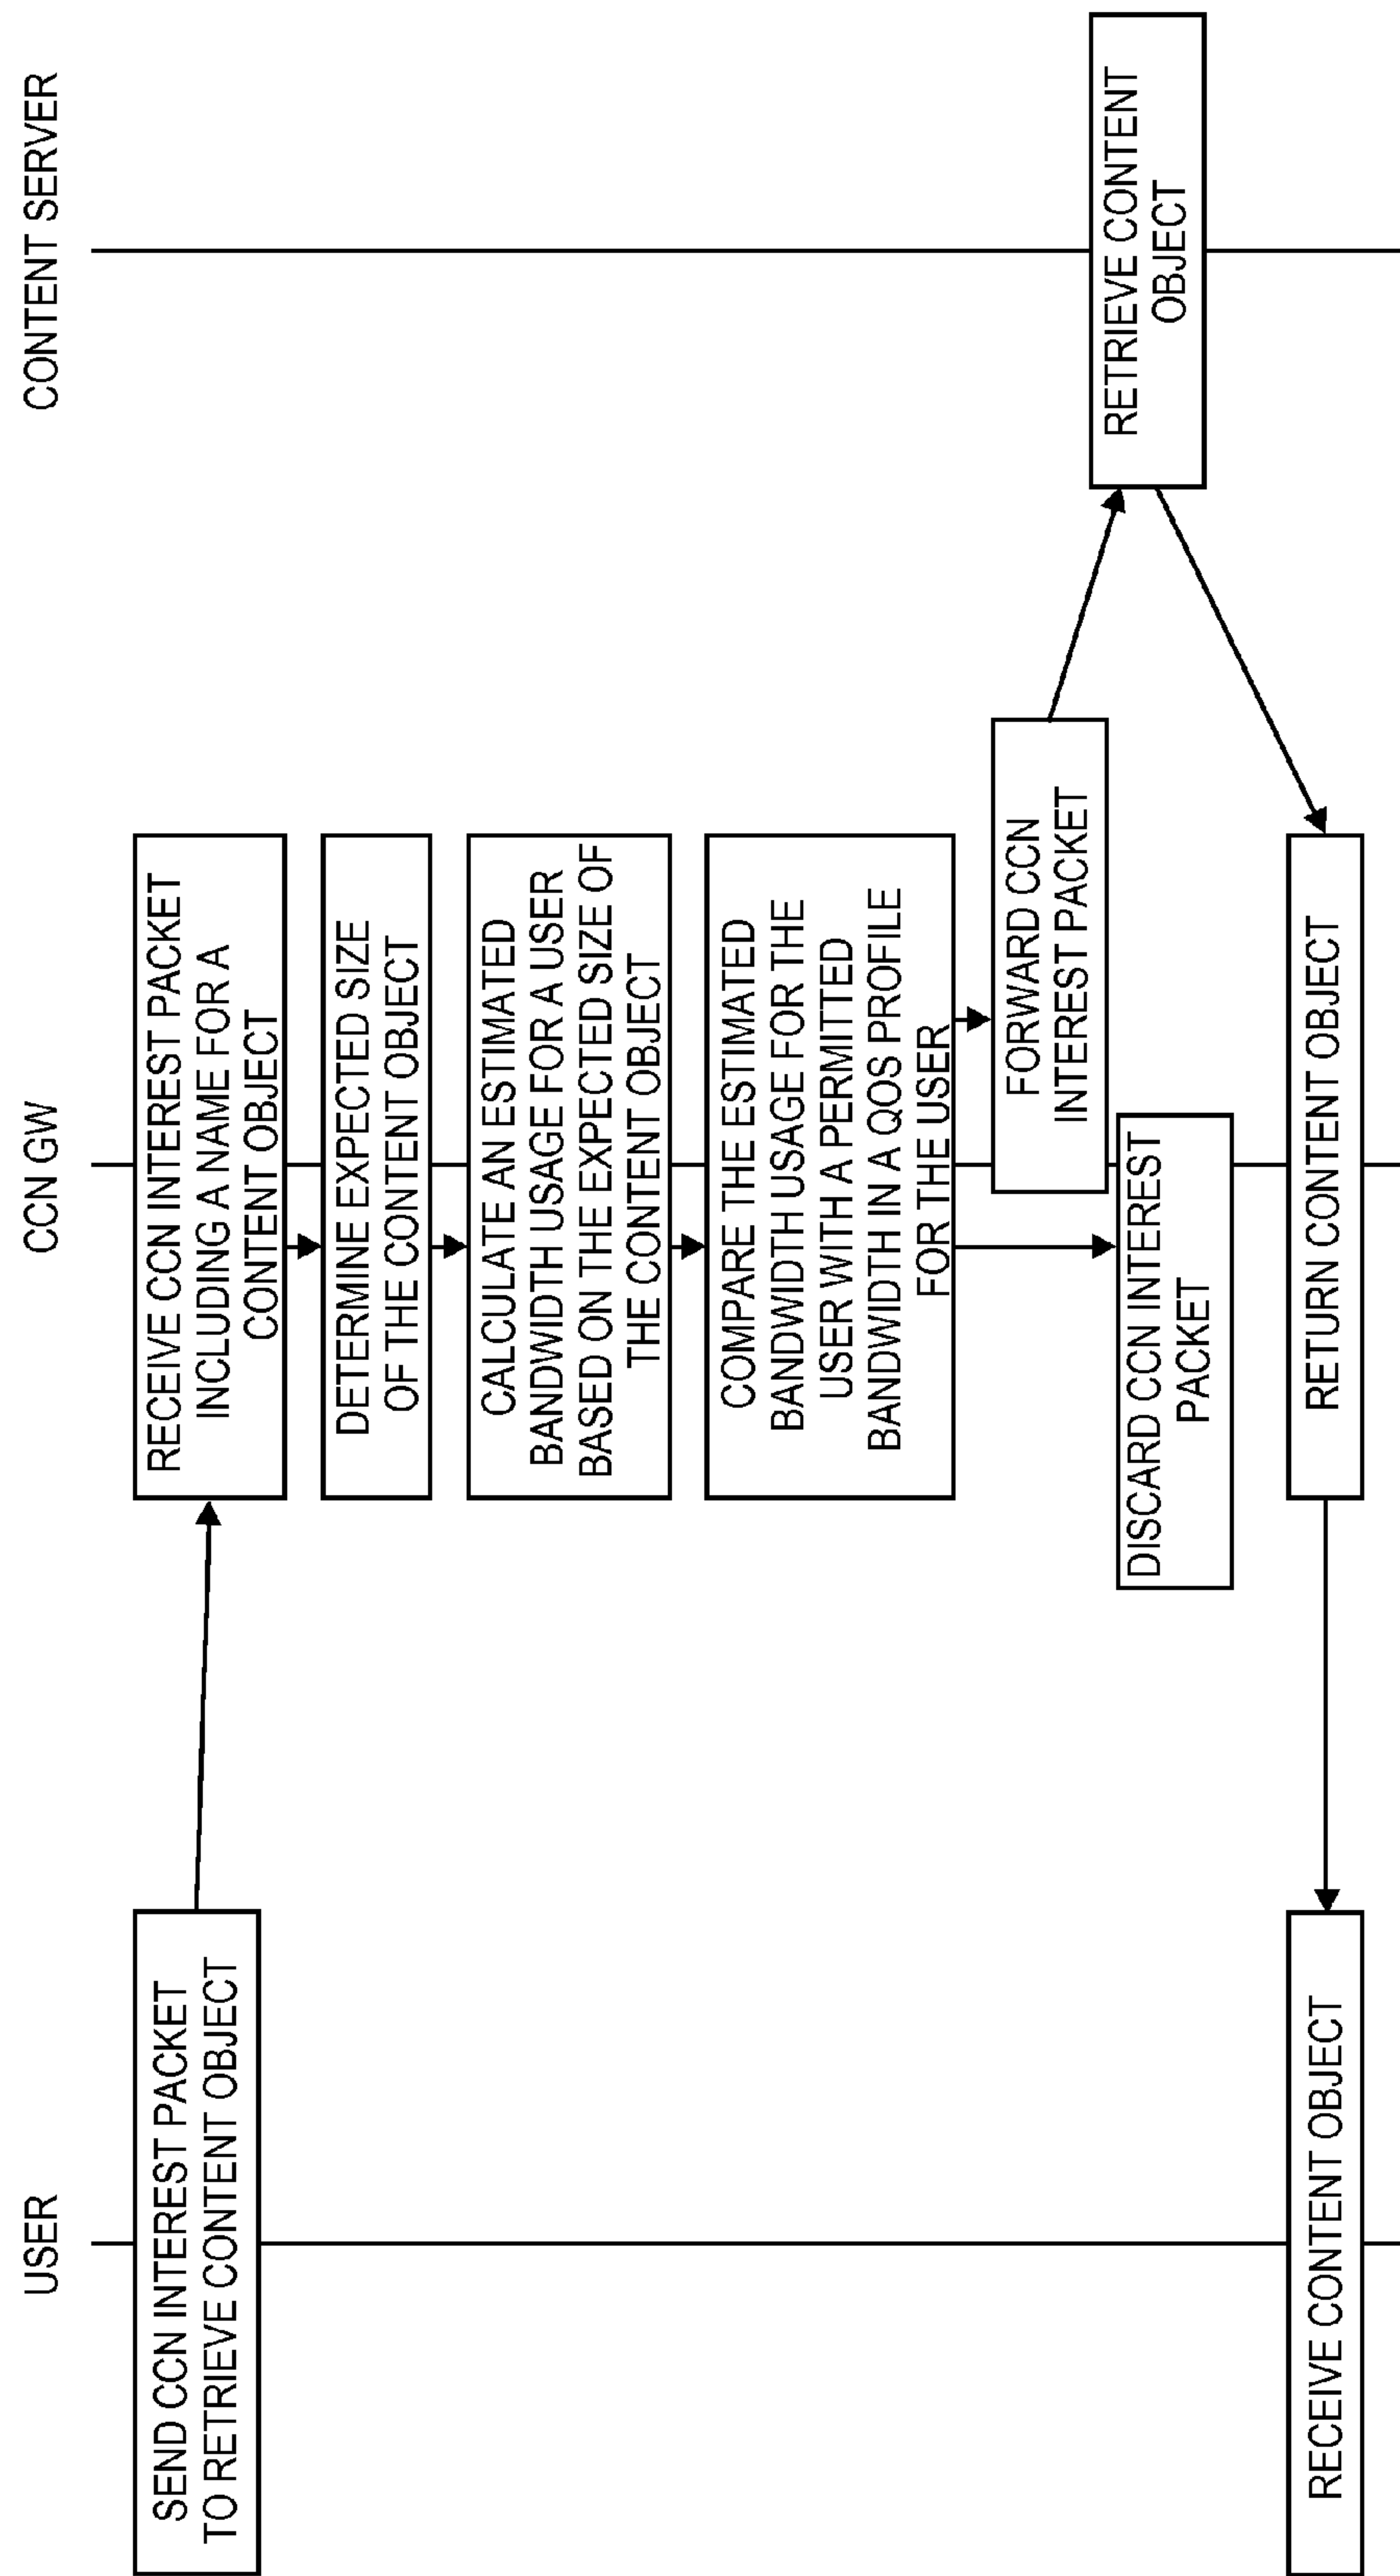 USER
CCN GW
CONTENT SERVER
SEND CCN INTEREST PACKET
TO RETRIEVE CONTENT OBJECT
RECEIVE CCN INTEREST PACKET
INCLUDING A NAME FOR A
CONTENT OBJECT
DETERMINE EXPECTED SIZE
OF THE CONTENT OBJECT
CALCULATE AN ESTIMATED
BANDWIDTH USAGE FOR A USER
BASED ON THE EXPECTED SIZE OF
THE CONTENT OBJECT
COMPARE THE ESTIMATED
BANDWIDTH USAGE FOR THE
USER WITH A PERMITTED
BANDWIDTH IN A QOS PROFILE
FOR THE USER
FORWARD CCN
INTEREST PACKET
RETRIEVE CONTENT
OBJECT
DISCARD CCN INTEREST
PACKET
RETURN CONTENT OBJECT
RECEIVE CONTENT OBJECT